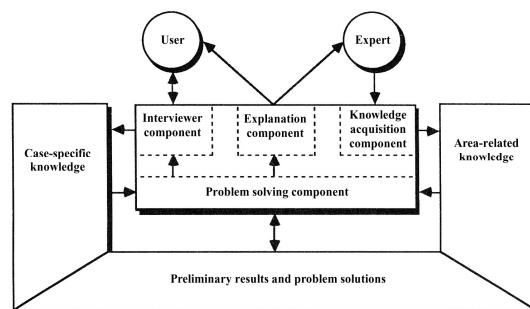 User
Expert
Interviewer
component
Explanation
component
Knowledge
acquisition
component
Case-specific
knowledge
Area-related
knowledge
Problem solving component
Preliminary results and problem solutions